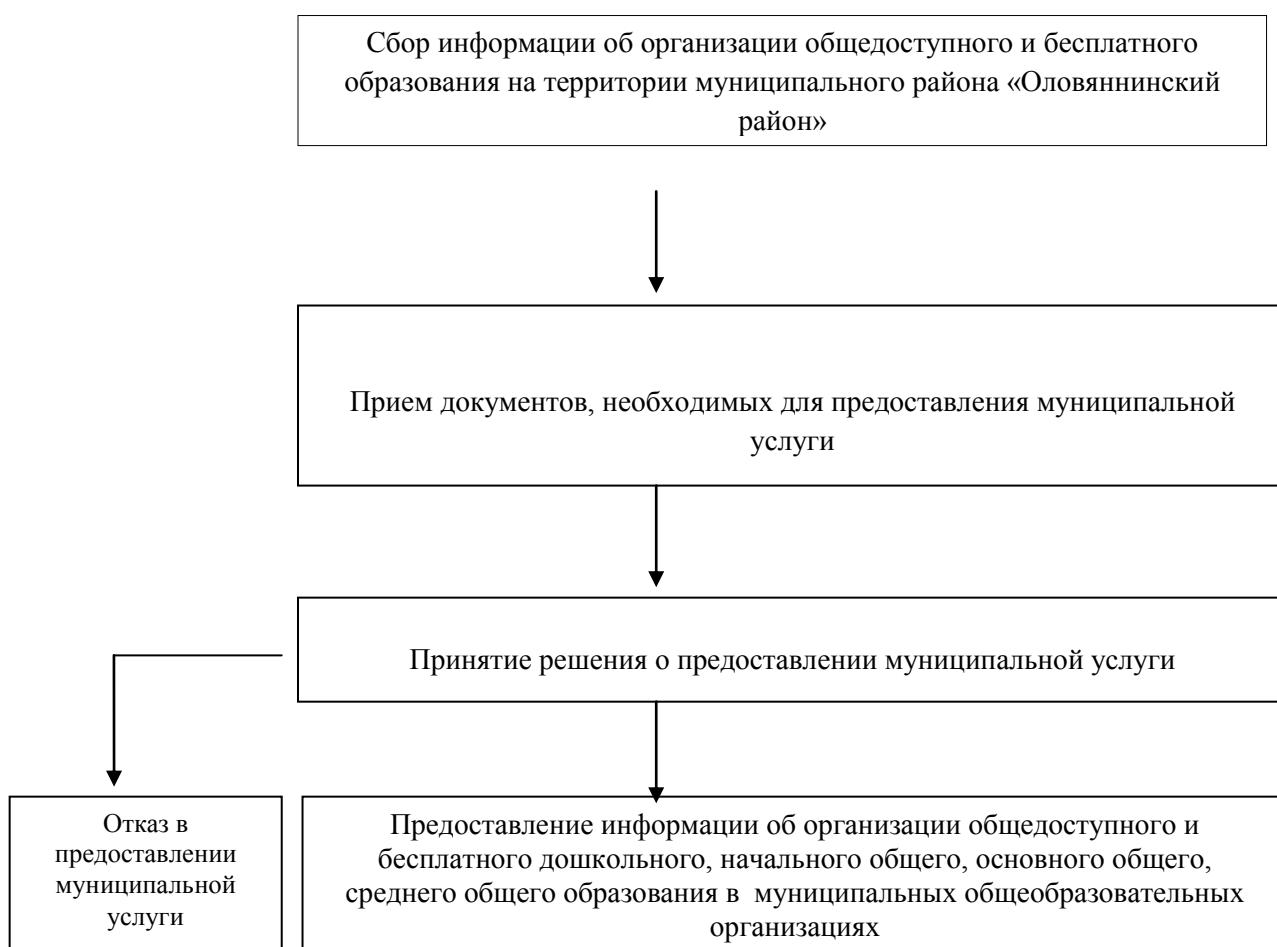 Сбор информации об организации общедоступного и бесплатного
образования на территории муниципального района «Оловяннинский
район»
Прием документов, необходимых для предоставления муниципальной
услуги
Принятие решения о предоставлении муниципальной услуги
Отказ в
предоставлении
муниципальной
услуги
Предоставление информации об организации общедоступного и
бесплатного дошкольного, начального общего, основного общего,
среднего общего образования в муниципальных общеобразовательных
организациях